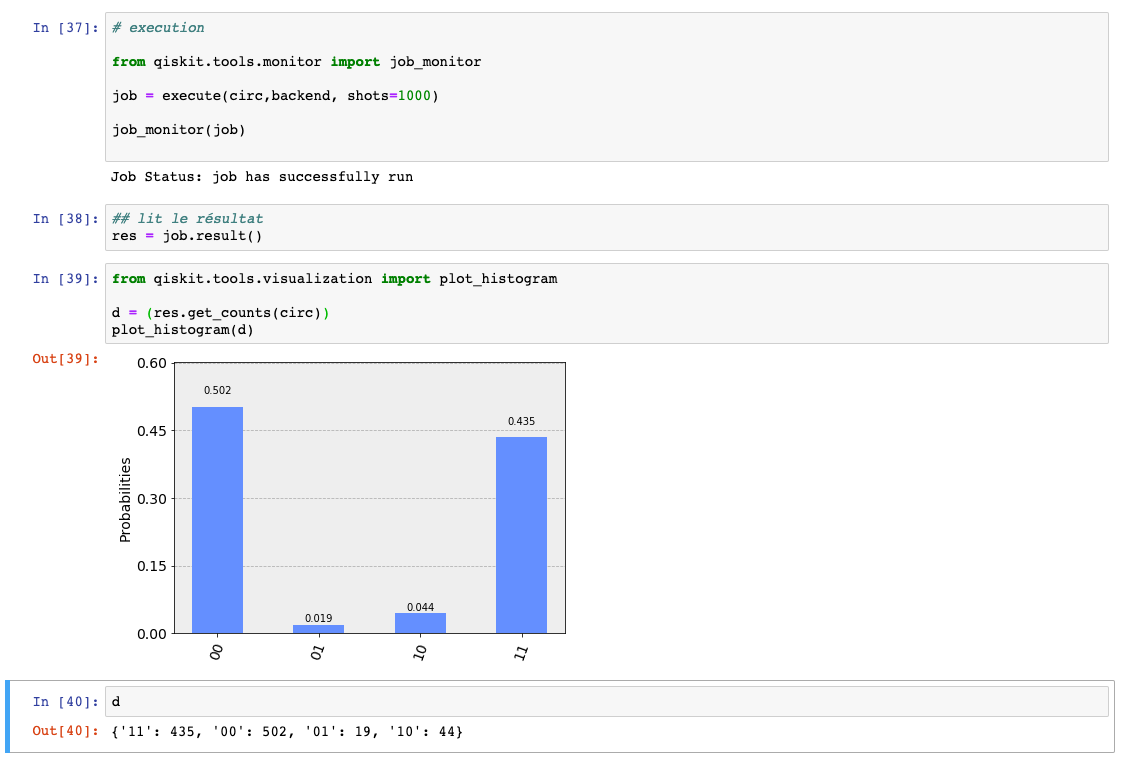 In [37]: # execution
from qiskit.tools.monitor import job_monitor
job = execute(circ,backend, shots=1000)
job_monitor(job)
Job Status: job has successfully run
In [38]: ## lit le résultat
res = job.result()
In [39]: from qiskit.tools.visualization import plot_histogram
d = (res.get_counts(circ))
plot_histogram(d)
Out[39]:
0.60
0.502
0.435
0.45
Probabilities
0.30
0.15
0.044
0.019
0.00
00 01 10 11
In [40]: d
Out[40]: {'11': 435, '00': 502, '01': 19, '10': 44}